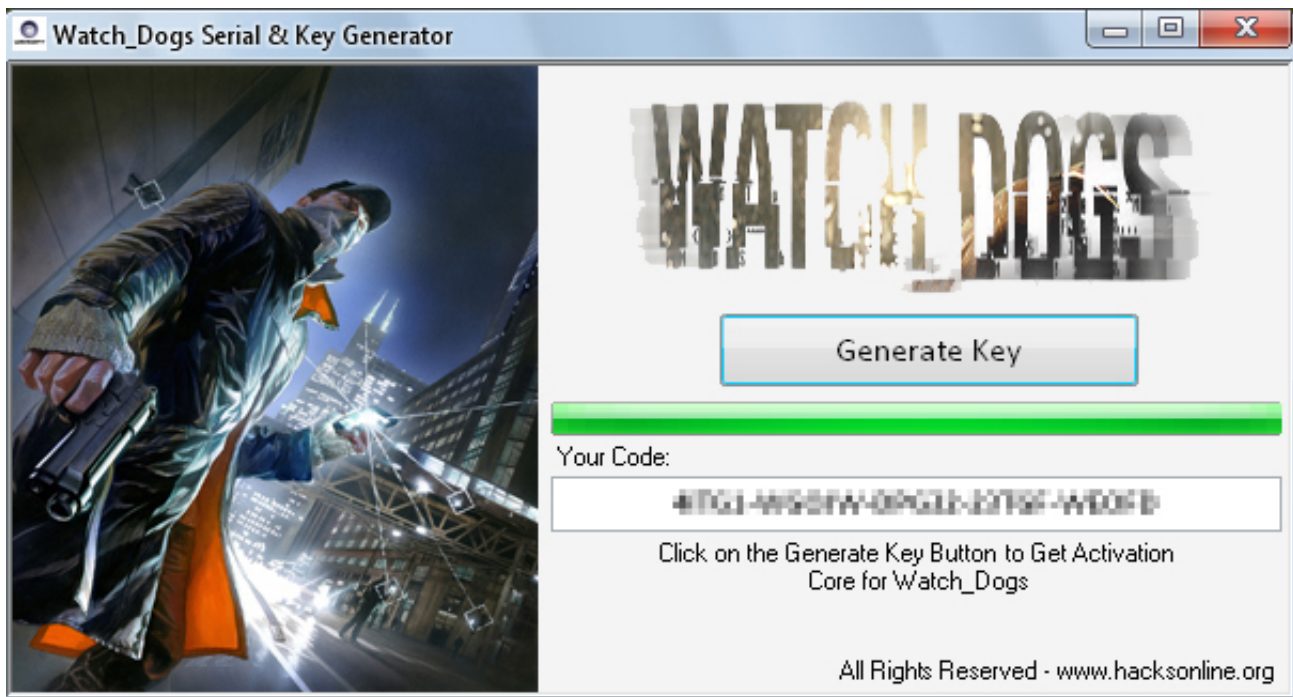 Watch_Dogs Serial & Key Generator
WATCH_DOGS
Generate Key
Your Code:
Click on the Generate Key Button to Get Activation
Core for Watch_Dogs
All Rights Reserved - www.hacksonline.org